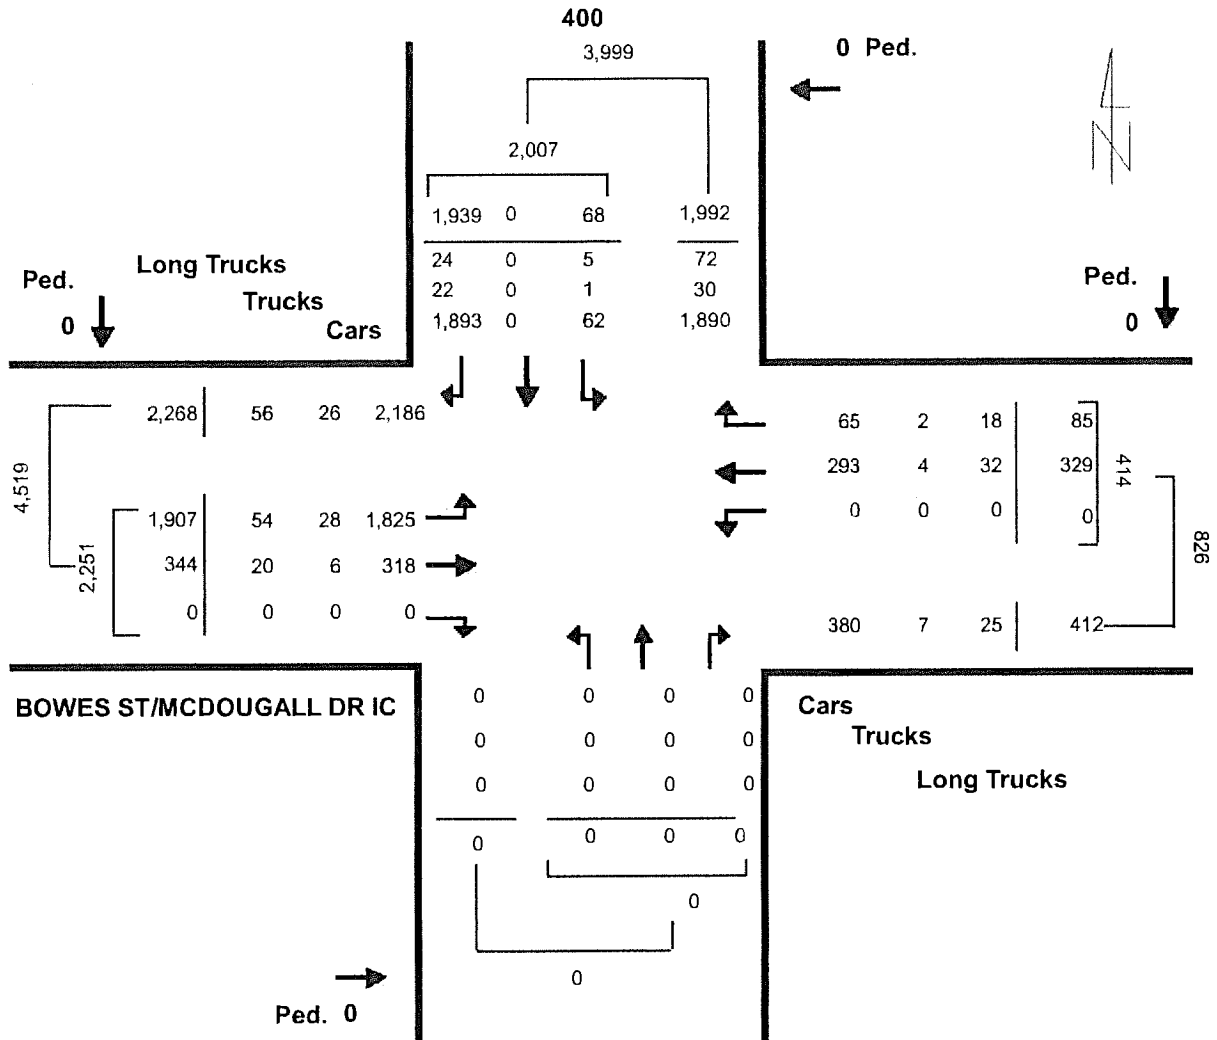 400
3,999
0 Ped.
2,007
1,939 0 68 1,992
24 0 5 72
22 0 1 30
1,893 0 62 1,890
Long Trucks
Trucks
Cars
Ped.
0
Ped.
0
N
2,268 56 26 2,186
4,519
1,907 54 28 1,825
344 20 6 318
0 0 0 0
2,251
65 2 18 85
293 4 32 329
0 0 0 0
414
826
380 7 25 412
BOWES ST/MCDOUGALL DR IC
0 0 0 0
0 0 0 0
0 0 0 0
0 0 0 0
0
0
Cars
Trucks
Long Trucks
Ped. 0